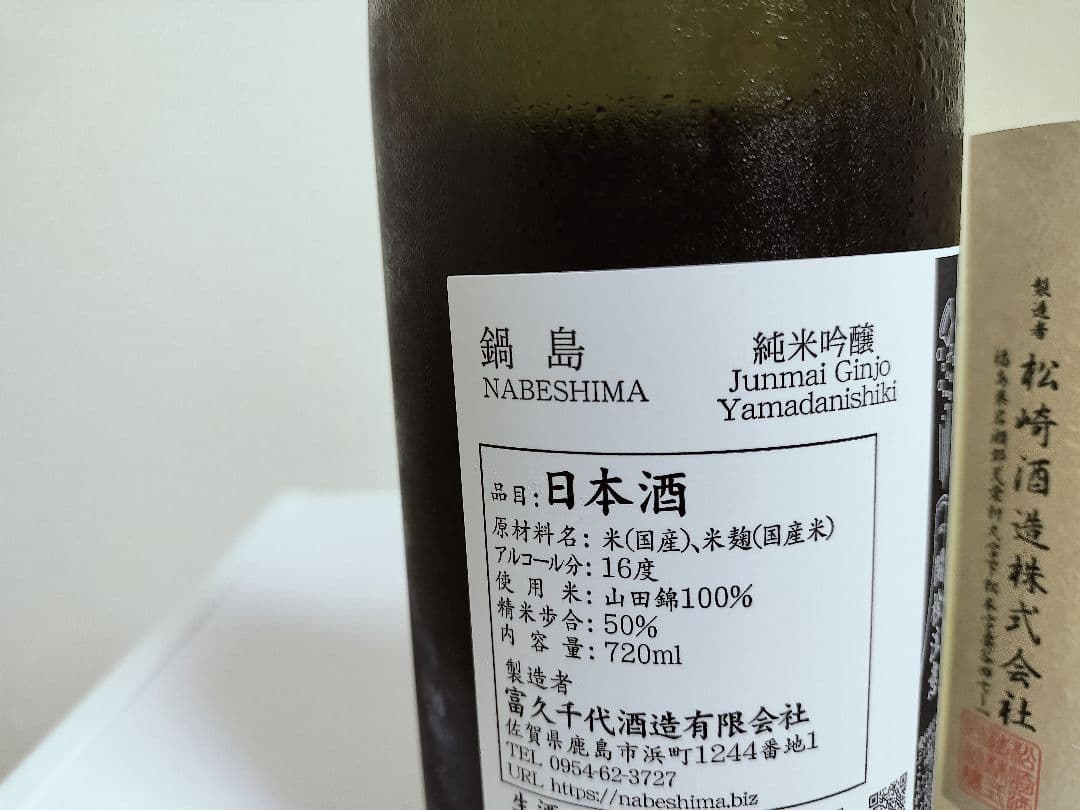 鍋島
NABESHIMA
純米吟醸
Junmai Ginjo
Yamadanishiki
品目:日本酒
原材料名: 米(国産)、米麹(国産米)
アルコール分: 16度
使用米: 山田錦100%
精米歩合: 50%
内容量: 720ml
製造者
富久千代酒造有限会社
佐賀県鹿島市浜町1244番地1
TEL 0954-62-3727
URL https://nabeshima.biz
生酒
製造者
松崎酒造株式会社